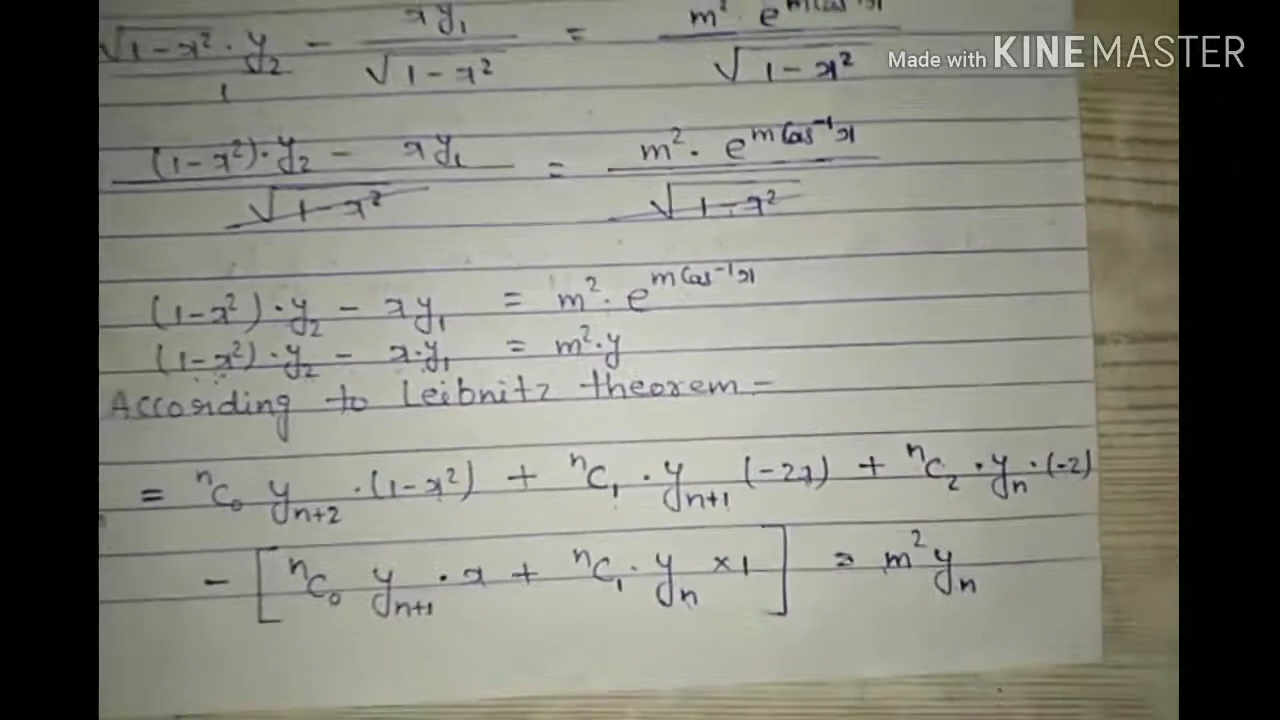 √1-x² · y₂ / 1 - xy₁ / √1-x² = m² · e^(m Cos⁻¹x) / √1-x²
Made with KINEMASTER
(1-x²)·y₂ - xy₁ / √1-x² = m² · e^(m Cos⁻¹x) / √1-x²
(1-x²)·y₂ - xy₁ = m² · e^(m Cos⁻¹x)
(1-x²)·y₂ - x·y₁ = m²·y
According to Leibnitz theorem -
= ⁿC₀ yₙ₊₂ ·(1-x²) + ⁿC₁ · yₙ₊₁ (-2x) + ⁿC₂ · yₙ · (-2)
- [ ⁿC₀ yₙ₊₁ · x + ⁿC₁ · yₙ × 1 ] = m² yₙ